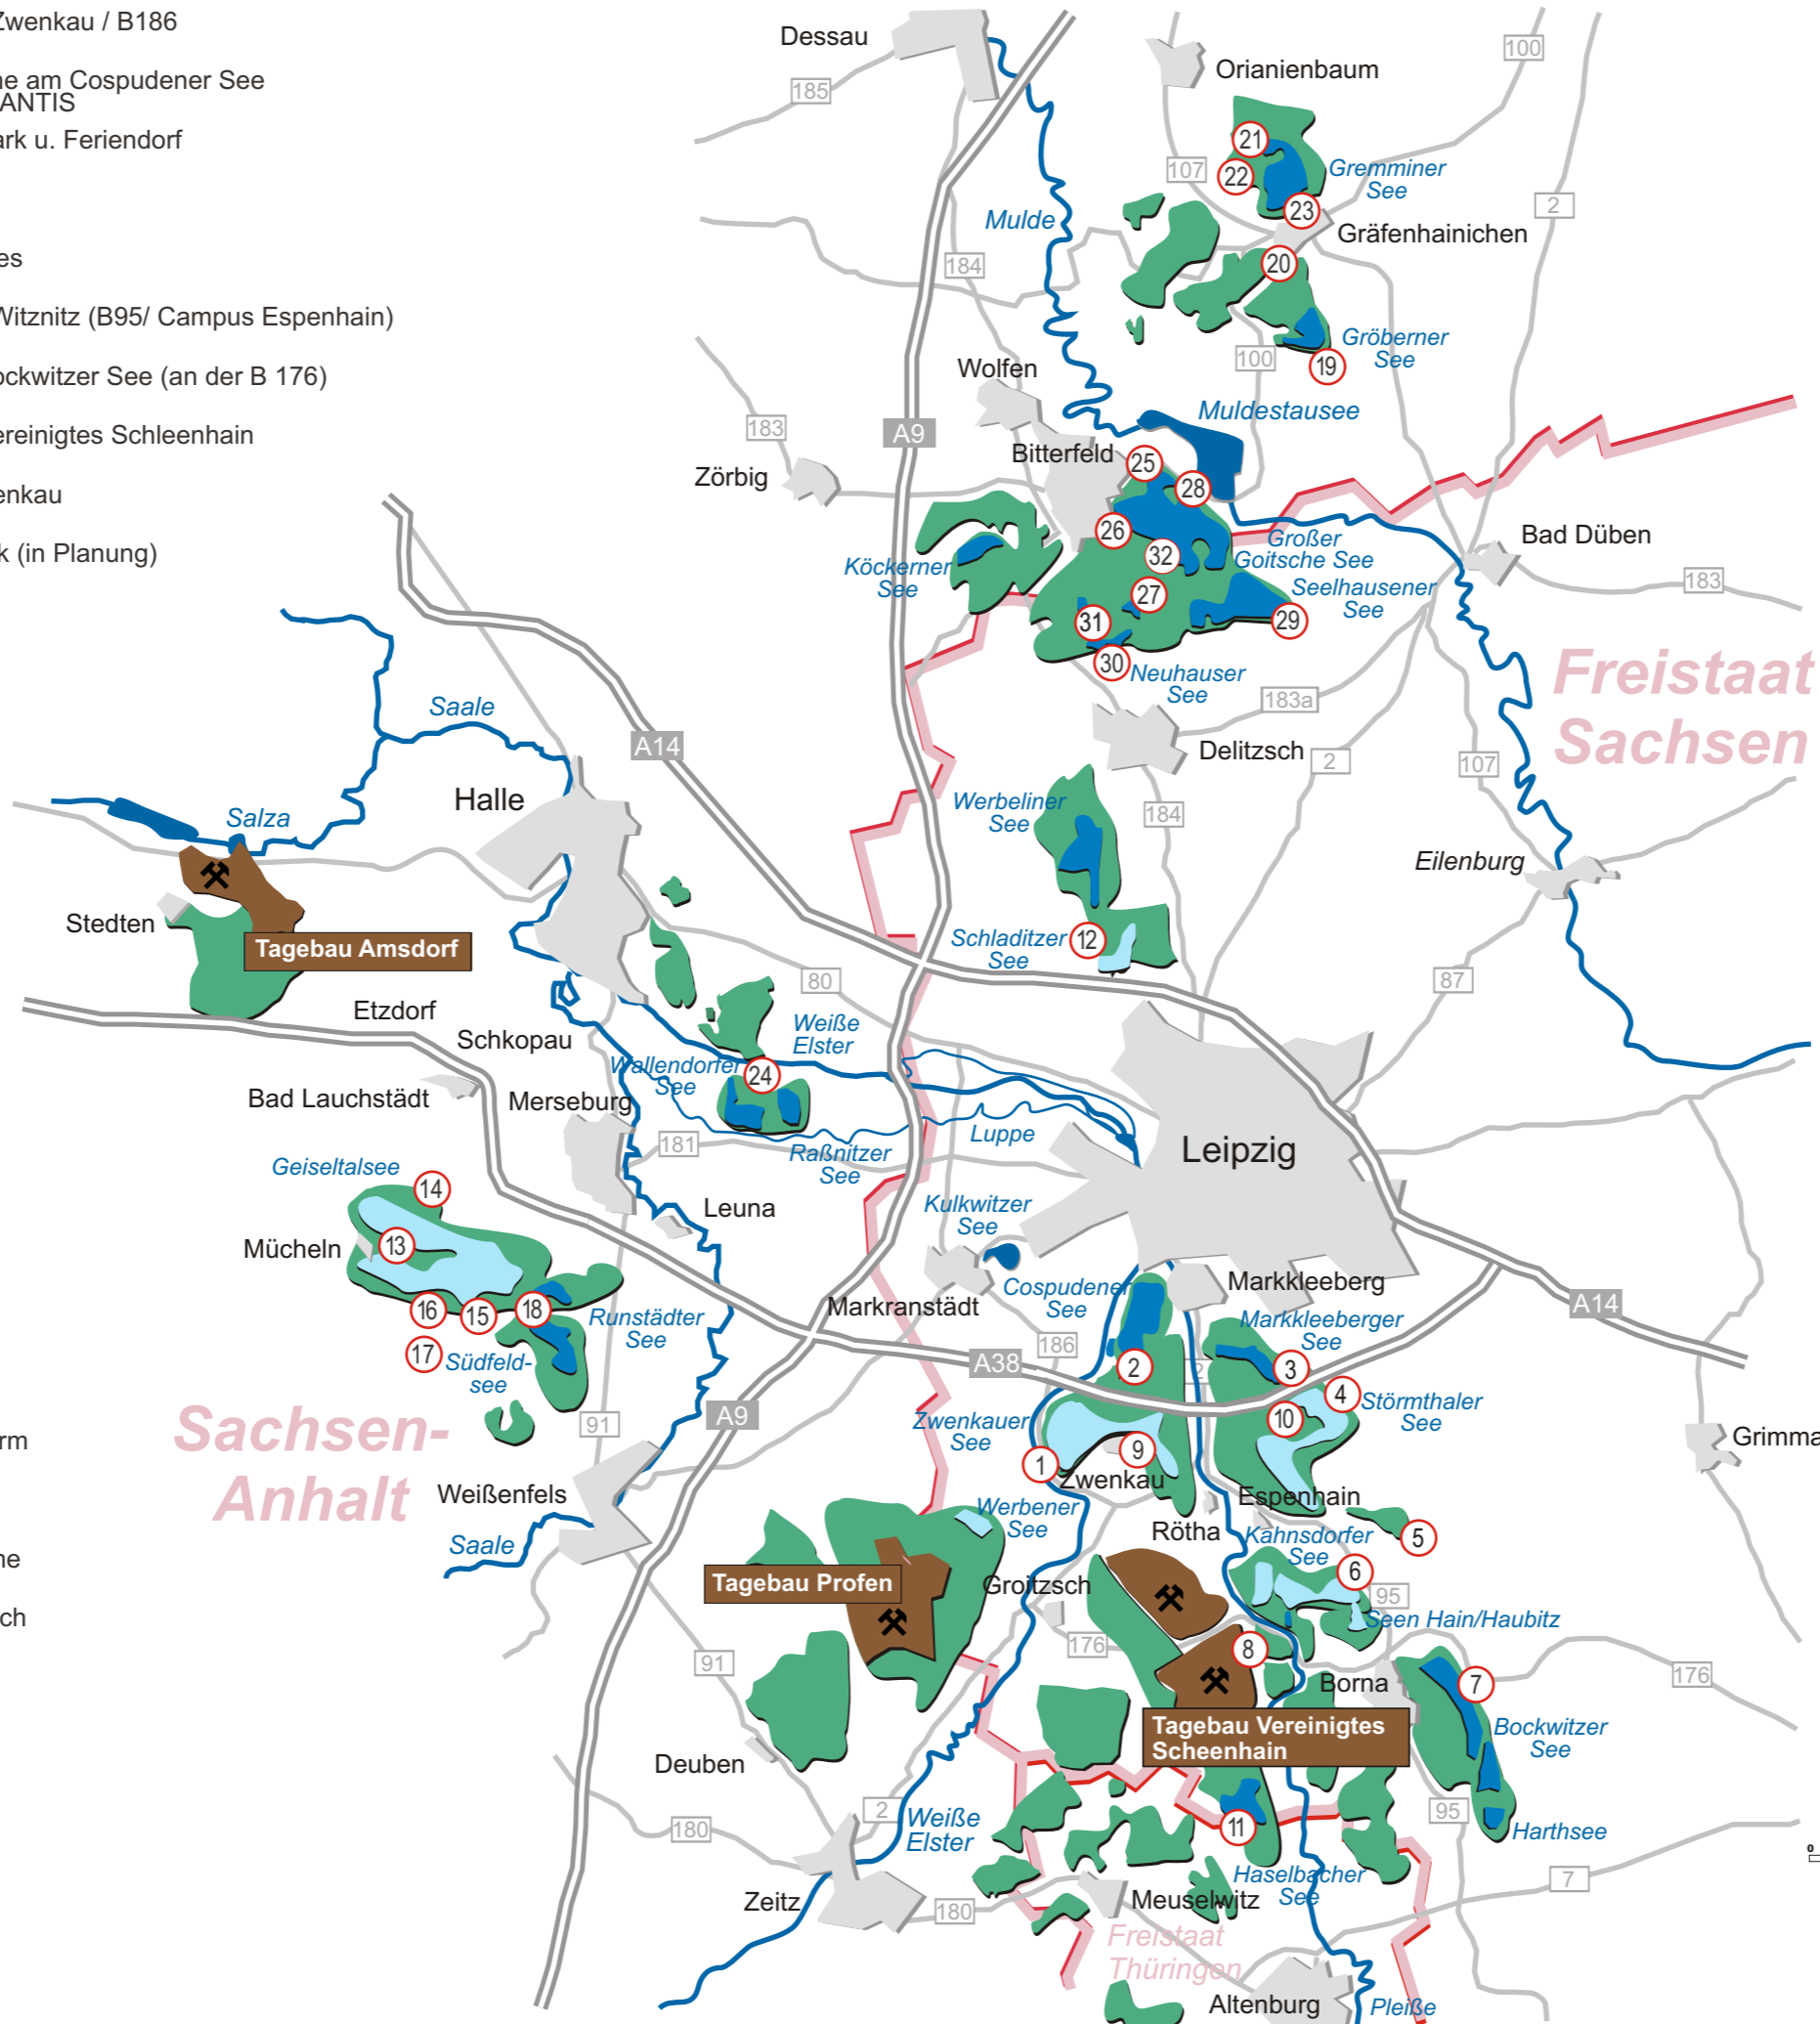 Zwenkau / B186
ne am Cospudener See
ANTIS
ark u. Feriendorf
es
Witznitz (B95/ Campus Espenhain)
ockwitzer See (an der B 176)
ereinigtes Schleenhain
enkau
k (in Planung)
rm
ne
ch
Dessau
185
Orianienbaum
100
21
22
107
Gremminer
See
23
2
Gräfenhainichen
Mulde
184
20
Gröberner
See
19
100
Wolfen
Muldestausee
183
A9
Bitterfeld
25
Zörbig
28
26
Großer
Goitsche See
32
Bad Düben
Köckerner
See
27
Seelhausener
See
183
31
29
30
Neuhauser
See
Freistaat
Sachsen
183a
Saale
A14
Delitzsch
2
107
Halle
Salza
Werbeliner
See
184
Eilenburg
Stedten
Tagebau Amsdorf
Schladitzer
See
12
80
87
Etzdorf
Schkopau
Weiße
Elster
Wallendorfer
See
24
Bad Lauchstädt
Merseburg
181
Raßnitzer
See
Luppe
Leipzig
Geiseltalsee
14
Leuna
Kulkwitzer
See
Mücheln
13
Cospudener
See
Markkleeberg
16
15
18
Runstädter
See
Markranstädt
Markkleeberger
See
A14
17
Südfeld-
see
186
2
2
3
A38
4
Störmthaler
See
10
Sachsen-
Anhalt
91
A9
Zwenkauer
See
1
9
Zwenkau
Grimma
Weißenfels
Espenhain
Werbener
See
Rötha
Kahnsdorfer
See
5
Saale
Tagebau Profen
Groitzsch
6
95
Seen Hain/Haubitz
176
8
91
Borna
7
176
Tagebau Vereinigtes
Scheenhain
Bockwitzer
See
Deuben
2
Weiße
Elster
180
95
11
Harthsee
Haselbacher
See
7
Zeitz
180
Meuselwitz
Freistaat
Thüringen
Altenburg
Pleiße
0